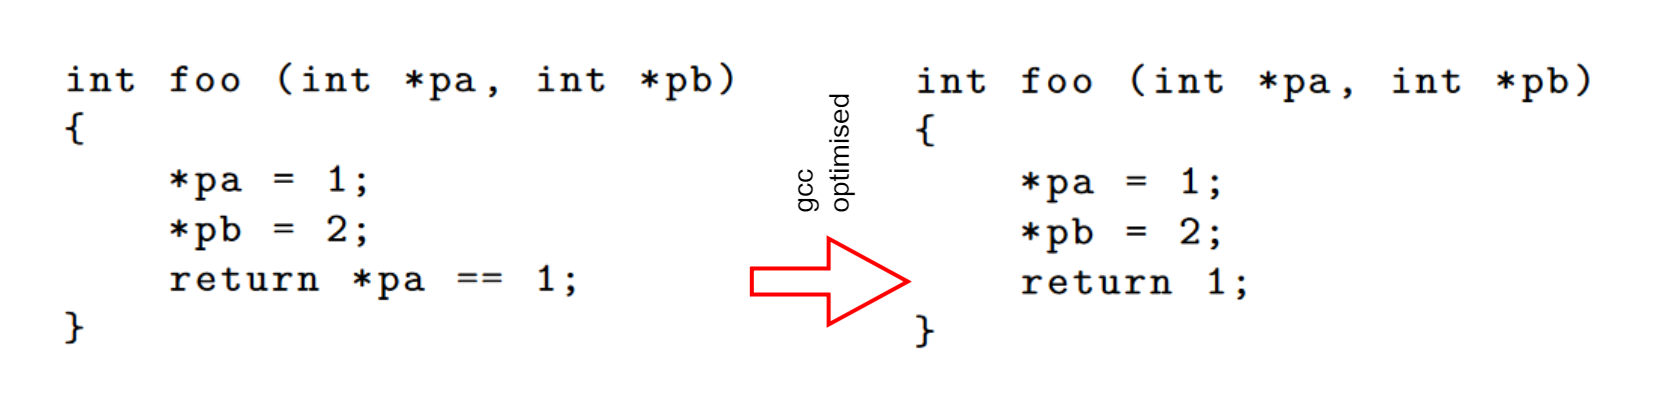 int foo (int *pa, int *pb)
{
    *pa = 1;
    *pb = 2;
    return *pa == 1;
}
gcc
optimised
int foo (int *pa, int *pb)
{
    *pa = 1;
    *pb = 2;
    return 1;
}